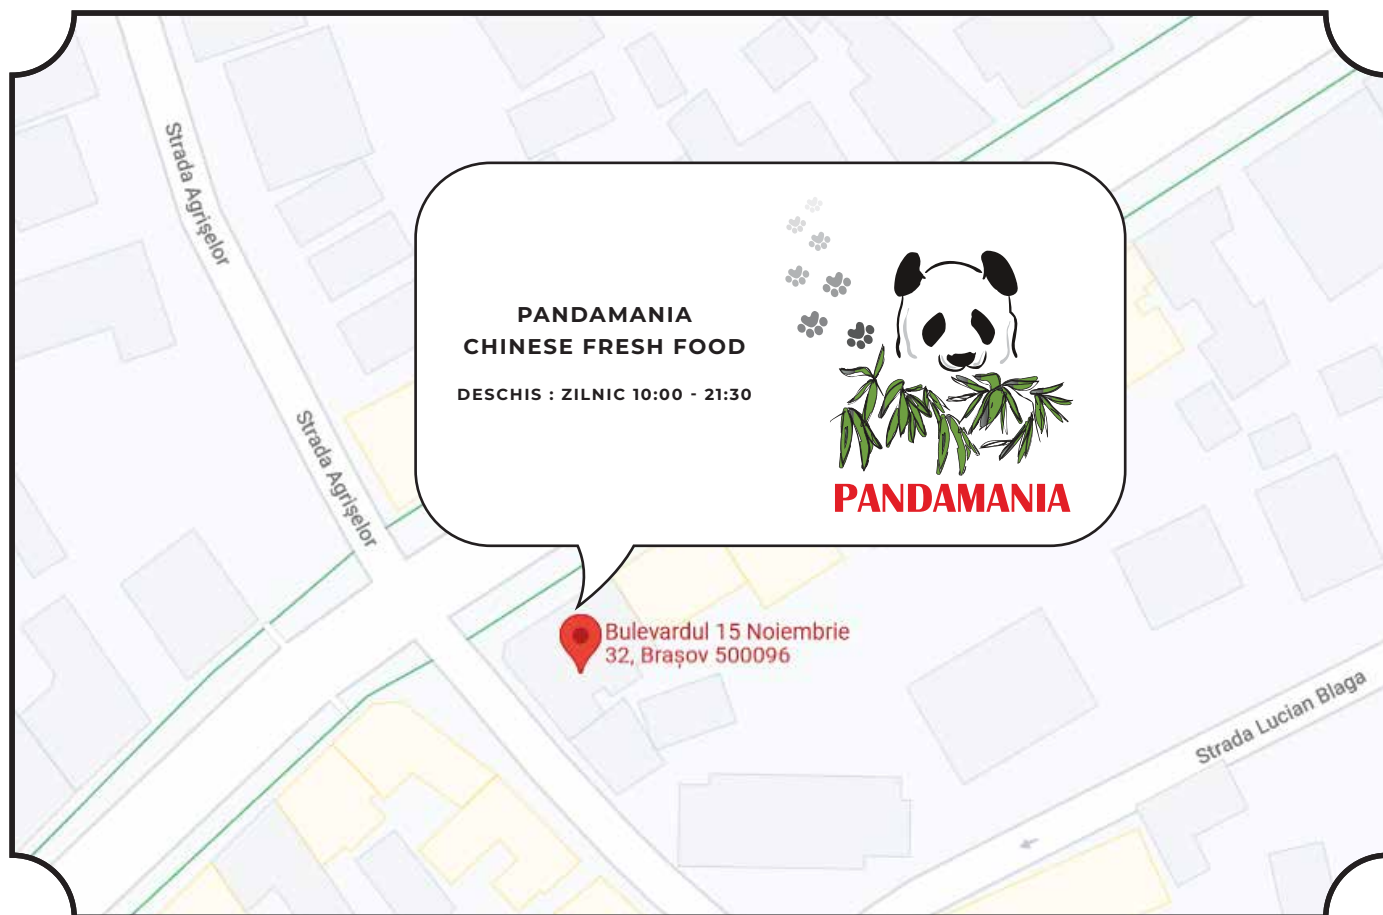 Strada Agrișelor
PANDAMANIA
CHINESE FRESH FOOD
DESCHIS : ZILNIC 10:00 - 21:30
PANDAMANIA
Strada Agrișelor
Bulevardul 15 Noiembrie
32, Brașov 500096
Strada Lucian Blaga